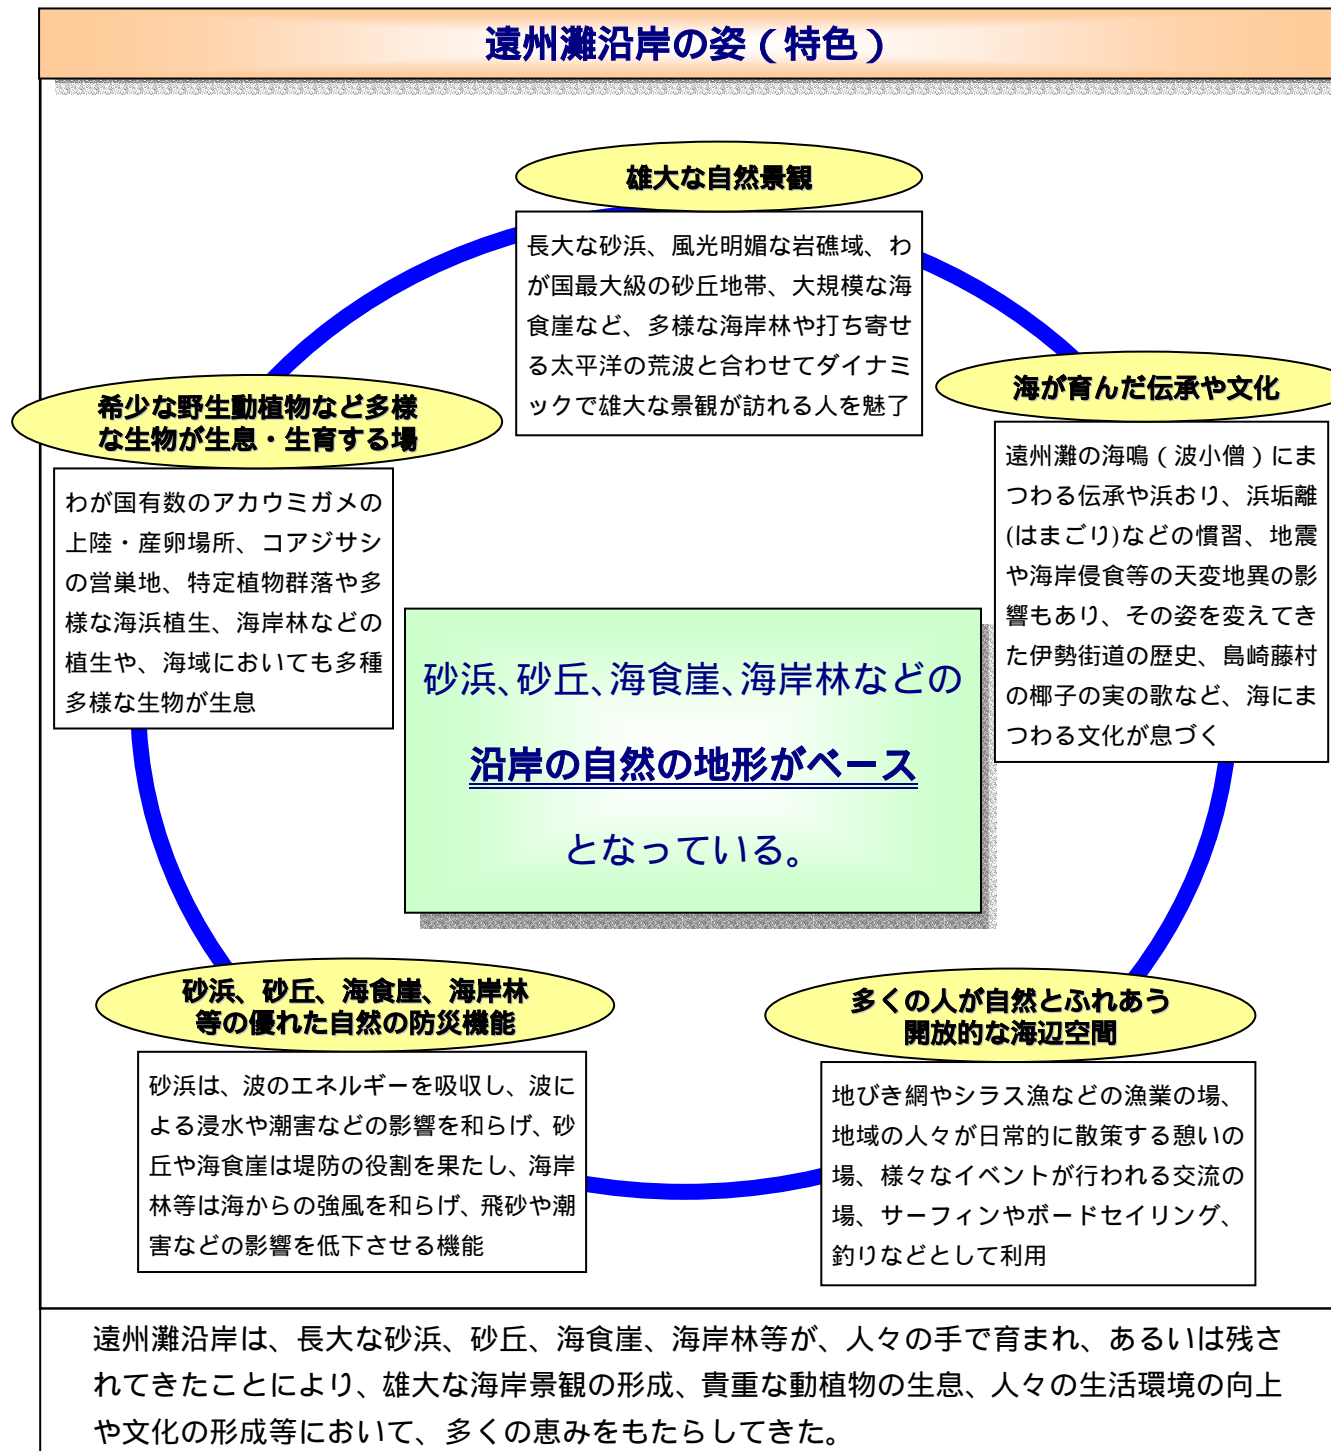 遠州灘沿岸の姿（特色）
雄大な自然景観
長大な砂浜、風光明媚な岩礁域、わ
が国最大級の砂丘地帯、大規模な海
食崖など、多様な海岸林や打ち寄せ
る太平洋の荒波と合わせてダイナミ
ックで雄大な景観が訪れる人を魅了
海が育んだ伝承や文化
遠州灘の海鳴（波小僧）にま
つわる伝承や浜おり、浜垢離
(はまごり)などの慣習、地震
や海岸侵食等の天変地異の影
響もあり、その姿を変えてき
た伊勢街道の歴史、島崎藤村
の椰子の実の歌など、海にま
つわる文化が息づく
希少な野生動植物など多様
な生物が生息・生育する場
わが国有数のアカウミガメの
上陸・産卵場所、コアジサシ
の営巣地、特定植物群落や多
様な海浜植生、海岸林などの
植生や、海域においても多種
多様な生物が生息
砂浜、砂丘、海食崖、海岸林などの
沿岸の自然の地形がベース
となっている。
砂浜、砂丘、海食崖、海岸林
等の優れた自然の防災機能
砂浜は、波のエネルギーを吸収し、波に
よる浸水や潮害などの影響を和らげ、砂
丘や海食崖は堤防の役割を果たし、海岸
林等は海からの強風を和らげ、飛砂や潮
害などの影響を低下させる機能
多くの人が自然とふれあう
開放的な海辺空間
地びき網やシラス漁などの漁業の場、
地域の人々が日常的に散策する憩いの
場、様々なイベントが行われる交流の
場、サーフィンやボードセイリング、
釣りなどとして利用
遠州灘沿岸は、長大な砂浜、砂丘、海食崖、海岸林等が、人々の手で育まれ、あるいは残さ
れてきたことにより、雄大な海岸景観の形成、貴重な動植物の生息、人々の生活環境の向上
や文化の形成等において、多くの恵みをもたらしてきた。